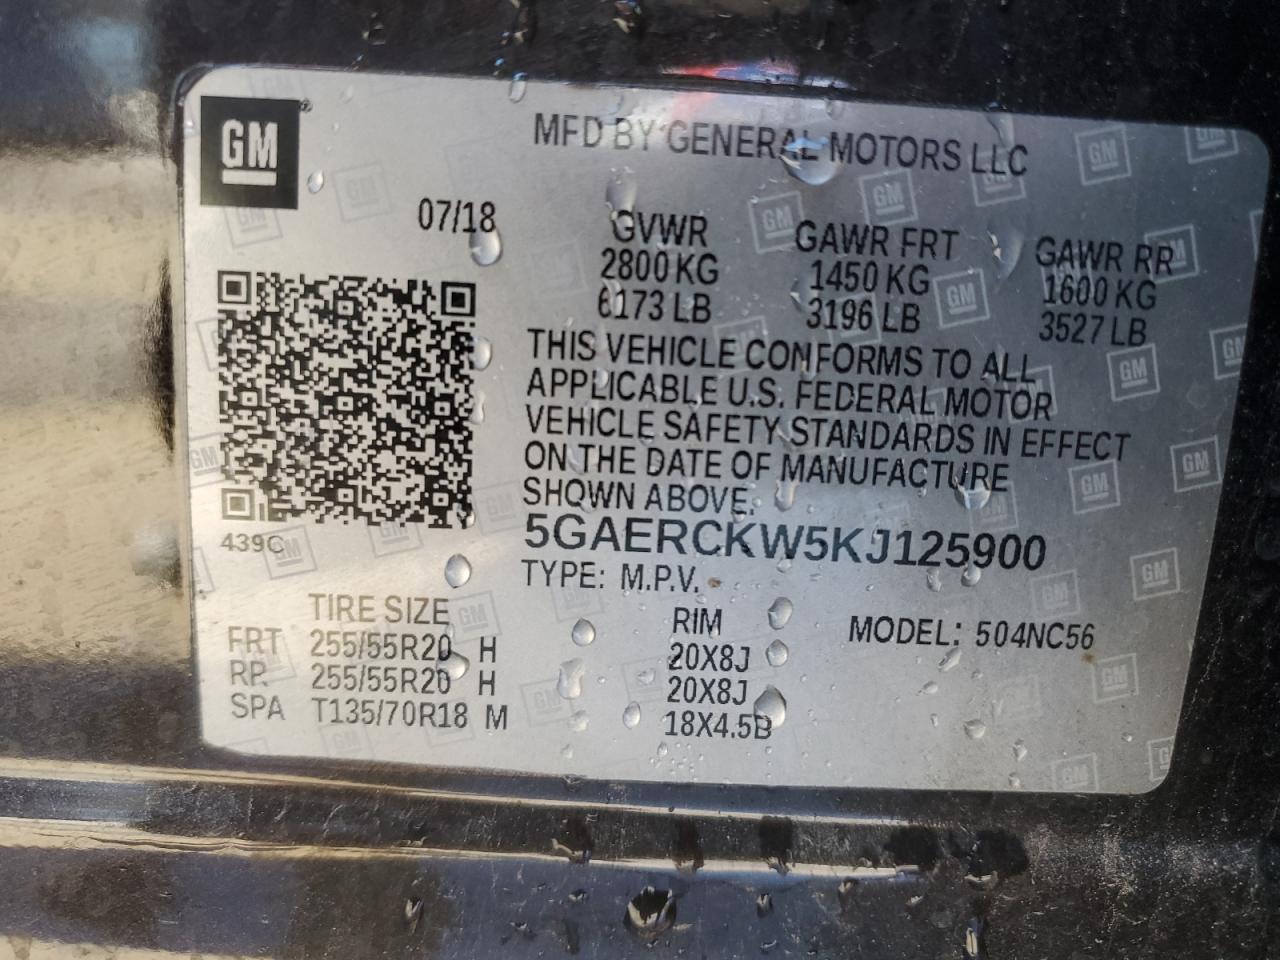 GM
MFD BY GENERAL MOTORS LLC
07/18
GVWR GAWR FRT GAWR RR
2800 KG 1450 KG 1600 KG
6173 LB 3196 LB 3527 LB
THIS VEHICLE CONFORMS TO ALL
APPLICABLE U.S. FEDERAL MOTOR
VEHICLE SAFETY STANDARDS IN EFFECT
ON THE DATE OF MANUFACTURE
SHOWN ABOVE.
439C
5GAERCKW5KJ125900
TYPE: M.P.V.
TIRE SIZE RIM MODEL: 504NC56
FRT 255/55R20 H 20X8J
RR 255/55R20 H 20X8J
SPA T135/70R18 M 18X4.5B